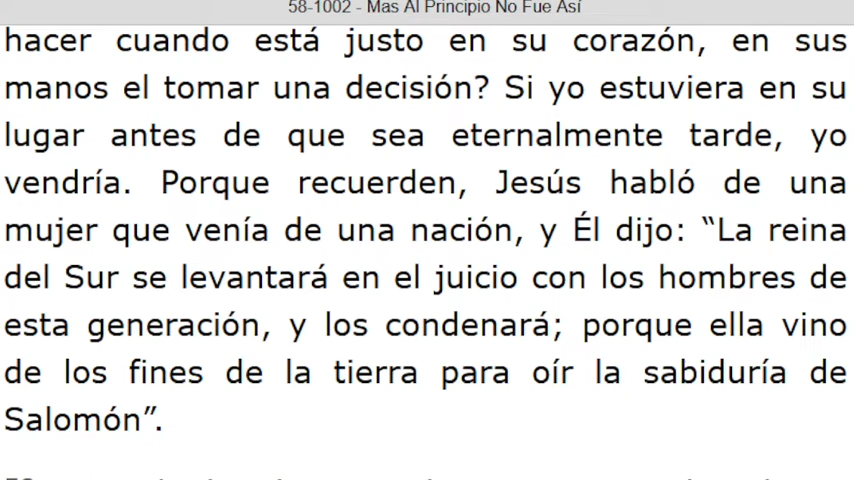 58-1002 - Mas Al Principio No Fue Así
hacer cuando está justo en su corazón, en sus
manos el tomar una decisión? Si yo estuviera en su
lugar antes de que sea eternalmente tarde, yo
vendría. Porque recuerden, Jesús habló de una
mujer que venía de una nación, y Él dijo: “La reina
del Sur se levantará en el juicio con los hombres de
esta generación, y los condenará; porque ella vino
de los fines de la tierra para oír la sabiduría de
Salomón”.